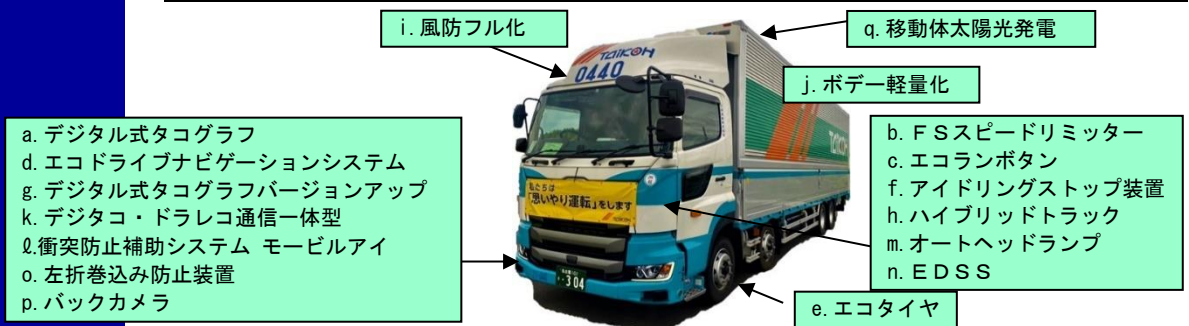 i. 風防フル化
q. 移動体太陽光発電
j. ボデー軽量化
TAIKOH
0440
a. デジタル式タコグラフ
d. エコドライブナビゲーションシステム
g. デジタル式タコグラフバージョンアップ
k. デジタコ・ドラレコ通信一体型
ℓ.衝突防止補助システム モービルアイ
o. 左折巻込み防止装置
p. バックカメラ
b. ＦＳスピードリミッター
c. エコランボタン
f. アイドリングストップ装置
h. ハイブリッドトラック
m. オートヘッドランプ
n. ＥＤＳＳ
私たちは
「思いやり運転」をします
TAIKOH
TAIKOH
・304
e. エコタイヤ